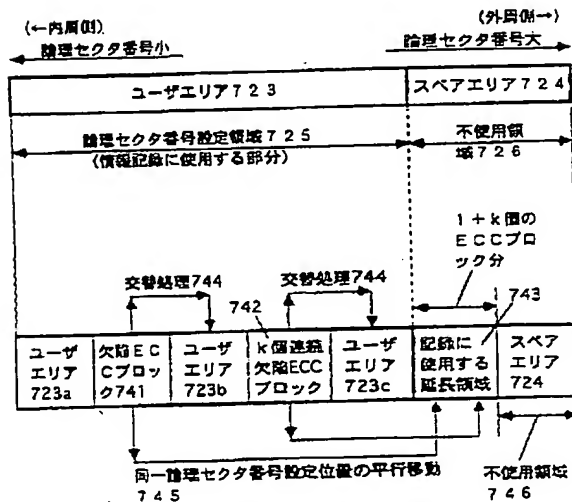 (←内周側)
論理セクタ番号小
(外周側→)
論理セクタ番号大
ユーザエリア723
スペアエリア724
論理セクタ番号設定領域725
(情報記録に使用する部分)
不使用領
域726
1+k個の
ECCブロ
ック分
交替処理744
交替処理744
742
743
ユーザ
エリア
723a
欠陥EC
Cブロッ
ク741
ユーザ
エリア
723b
k個連続
欠陥ECC
ブロック
ユーザ
エリア
723c
記録に
使用する
延長領域
スペア
エリア
724
同一論理セクタ番号設定位置の平行移動
745
不使用領域
746